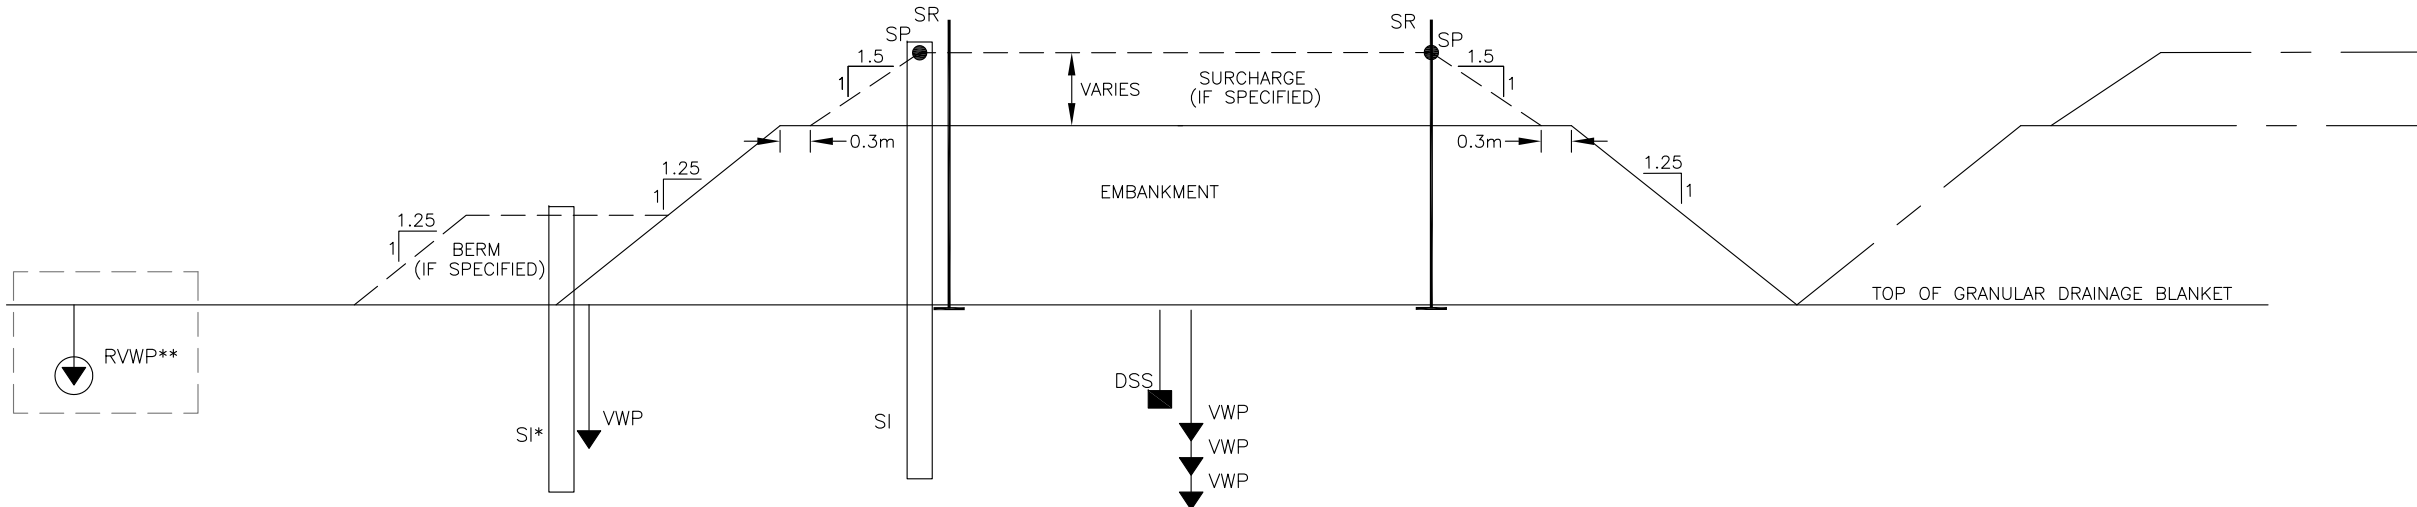 SR
SR
SP
SP
1.5
1
1.5
1
VARIES
SURCHARGE
(IF SPECIFIED)
0.3m
0.3m
1.25
1
1.25
1
EMBANKMENT
1.25
1
BERM
(IF SPECIFIED)
TOP OF GRANULAR DRAINAGE BLANKET
RVWP**
DSS
VWP
VWP
SI
SI*
VWP
VWP